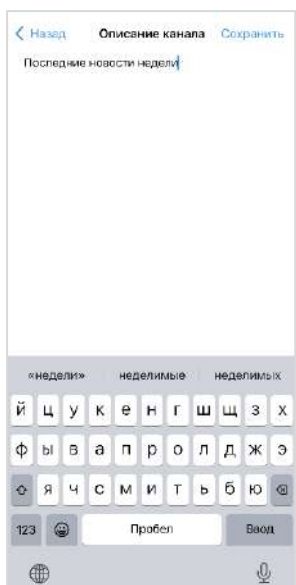 Назад Описание канала Сохранить
Последние новости недели
«недели» неделимые неделимых
й ц у к е н г ш щ з х
ф ы в а п р о л д ж э
я ч с м и т ь б ю
123 Пробел Ввод